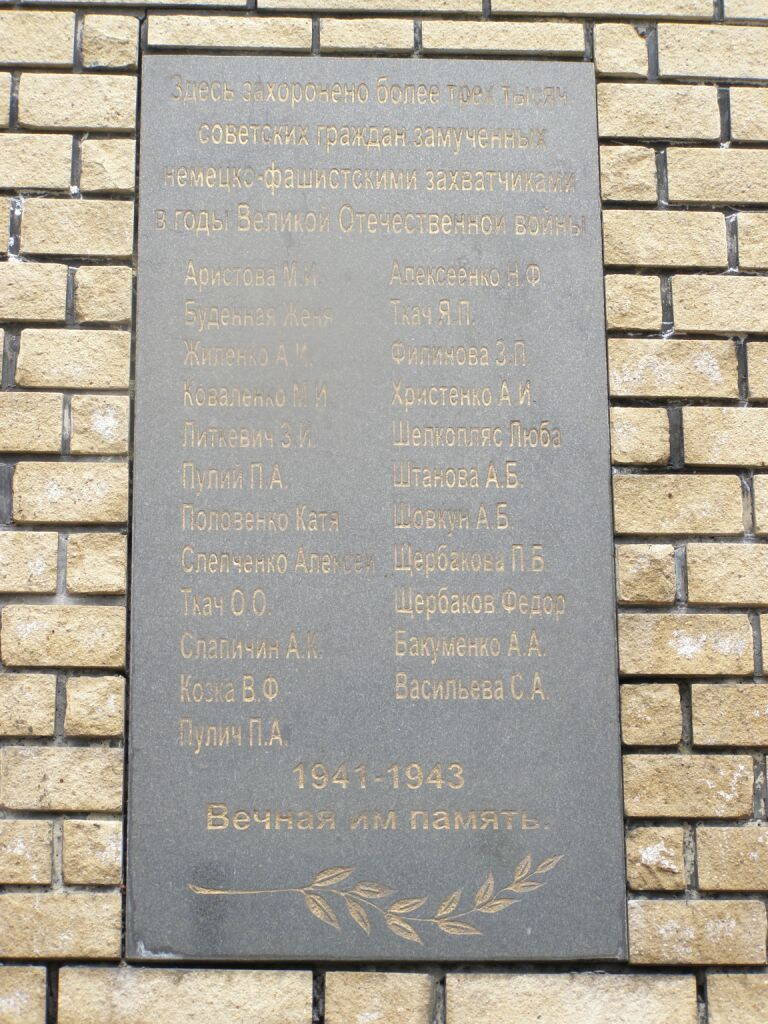 Здесь захоронено более трех тысяч
советских граждан замученных
немецко-фашистскими захватчиками
в годы Великой Отечественной войны
Аристова М.И.
Буденная Женя
Жиленко А.И.
Коваленко М.И.
Литкевич З.И.
Пулий П.А.
Половенко Катя
Слепченко Алексей
Ткач О.О.
Слапичин А.К.
Козка В.Ф.
Пулич П.А.
Алексеенко Н.Ф.
Ткач Я.П.
Филинова З.П.
Христенко А.И.
Шелкопляс Люба
Штанова А.Б.
Шовкун А.Б.
Щербакова П.Б.
Щербаков Федор
Бакуменко А.А.
Васильева С.А.
1941-1943
Вечная им память.